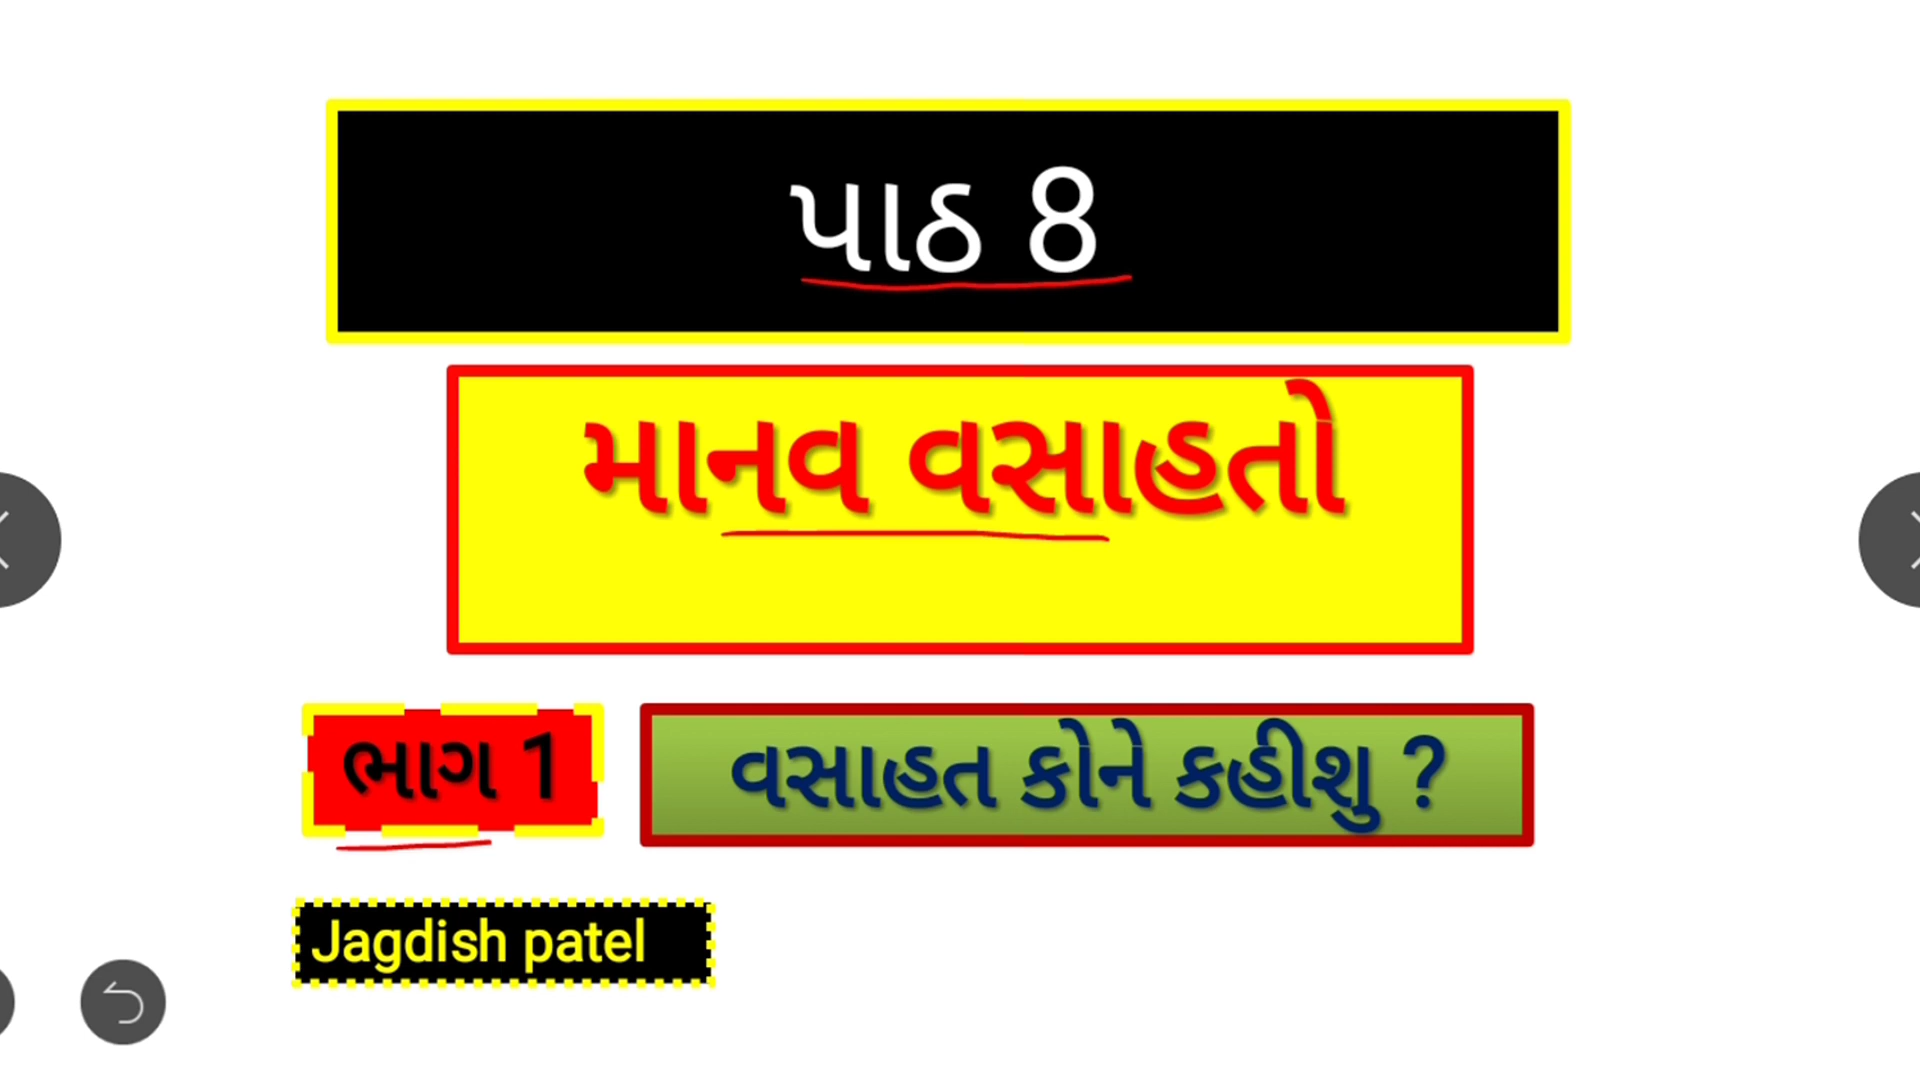 પાઠ 8
માનવ વસાહતો
ભાગ 1
વસાહત કોને કહીશુ ?
Jagdish patel